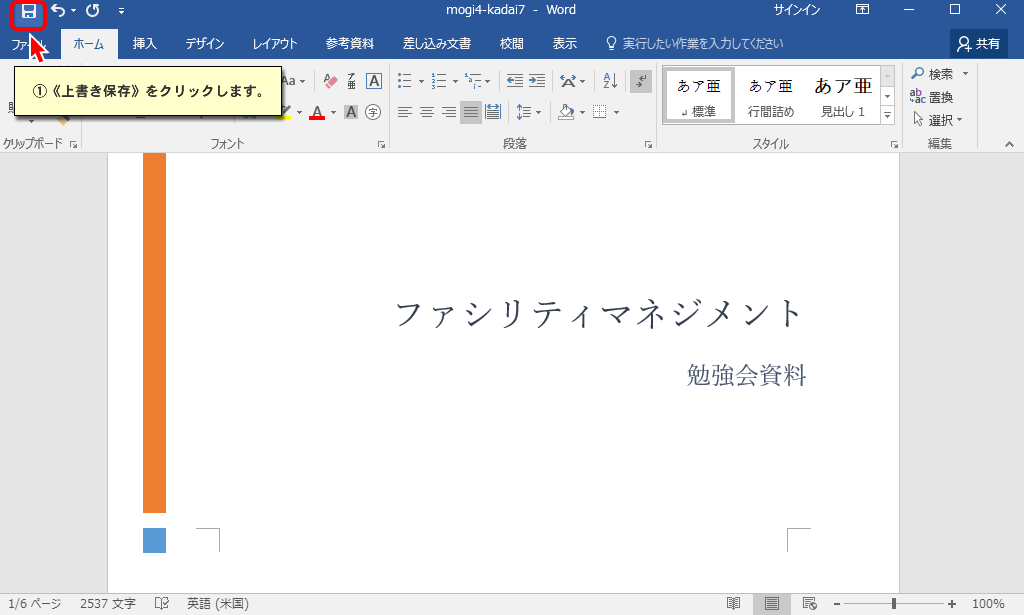 mogi4-kadai7 - Word
サインイン
ホーム 挿入 デザイン レイアウト 参考資料 差し込み文書 校閲 表示 実行したい作業を入力してください 共有
①《上書き保存》をクリックします。
Aa
A
A
A
字
あア亜 あア亜 あア亜
標準 行間詰め 見出し 1
検索
置換
選択
クリップボード フォント 段落 スタイル 編集
ファシリティマネジメント
勉強会資料
1/6 ページ 2537 文字 英語 (米国) 100%